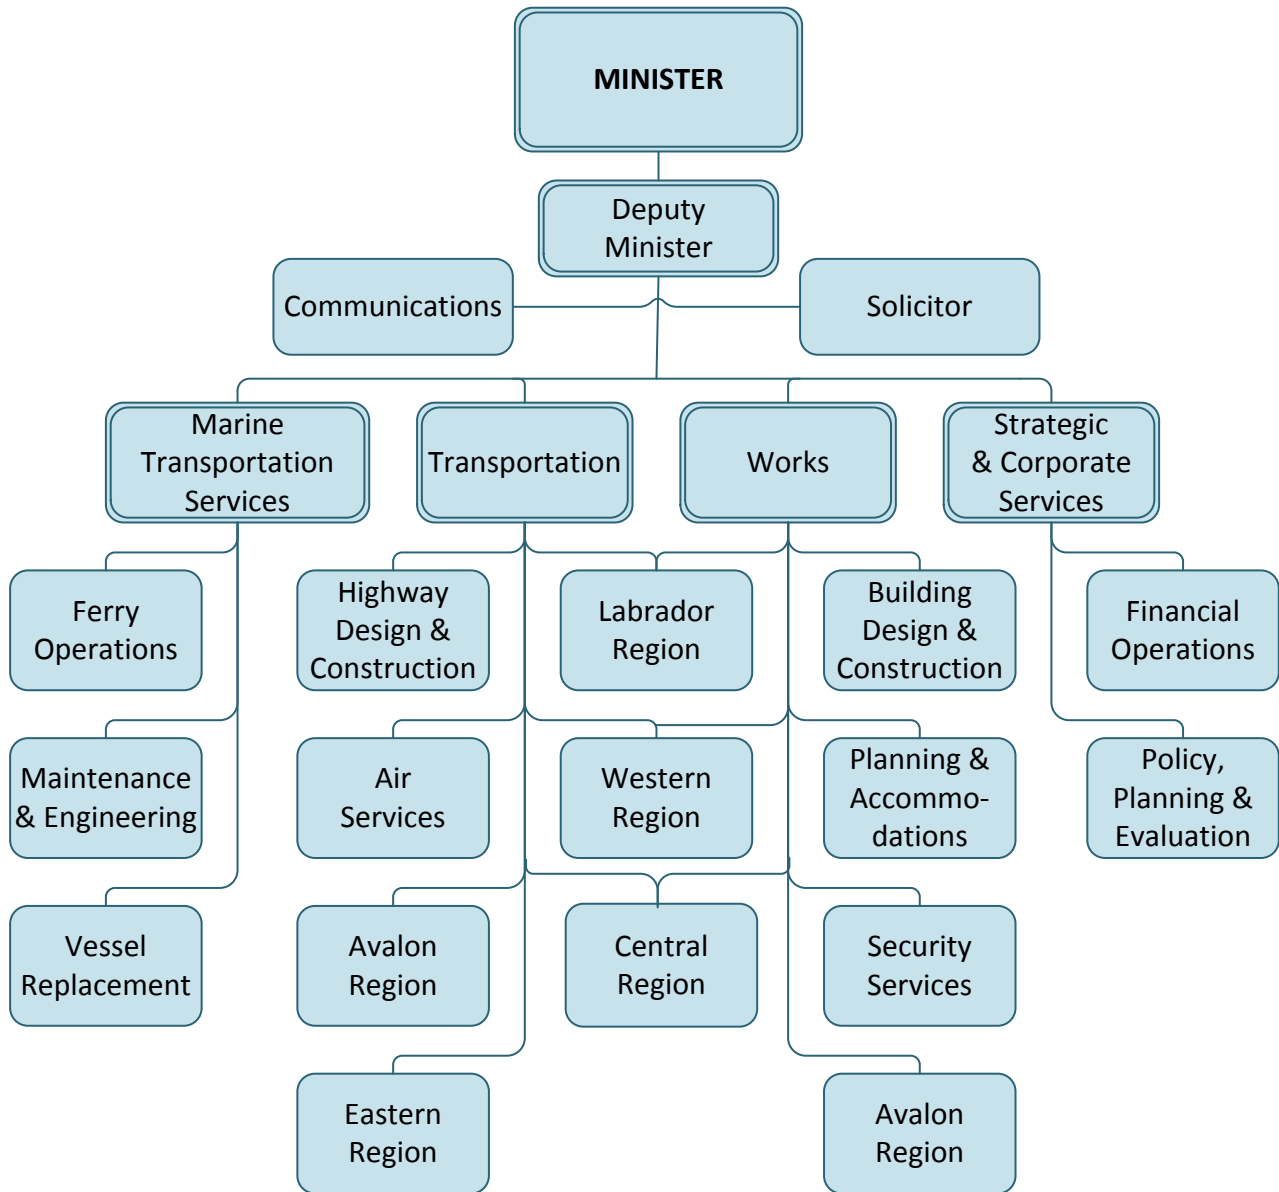 MINISTER
Deputy
Minister
Communications
Solicitor
Marine
Transportation
Services
Transportation
Works
Strategic
& Corporate
Services
Ferry
Operations
Highway
Design &
Construction
Labrador
Region
Building
Design &
Construction
Financial
Operations
Maintenance
& Engineering
Air
Services
Western
Region
Planning &
Accommo-
dations
Policy,
Planning &
Evaluation
Vessel
Replacement
Avalon
Region
Central
Region
Security
Services
Eastern
Region
Avalon
Region